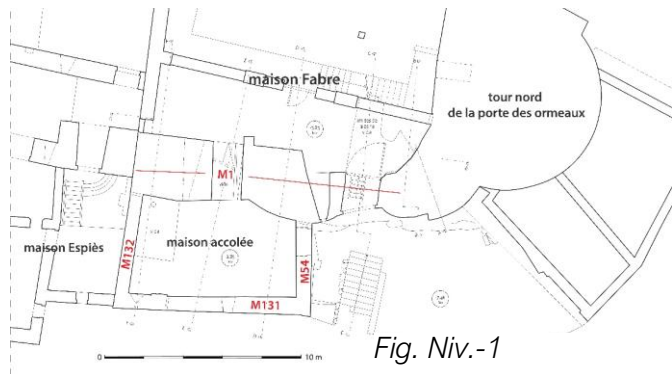 maison Fabre
tour nord
de la porte des ormeaux
M1
maison Espiès
M132
maison accolée
M54
M131
0
10 m
Fig. Niv.-1